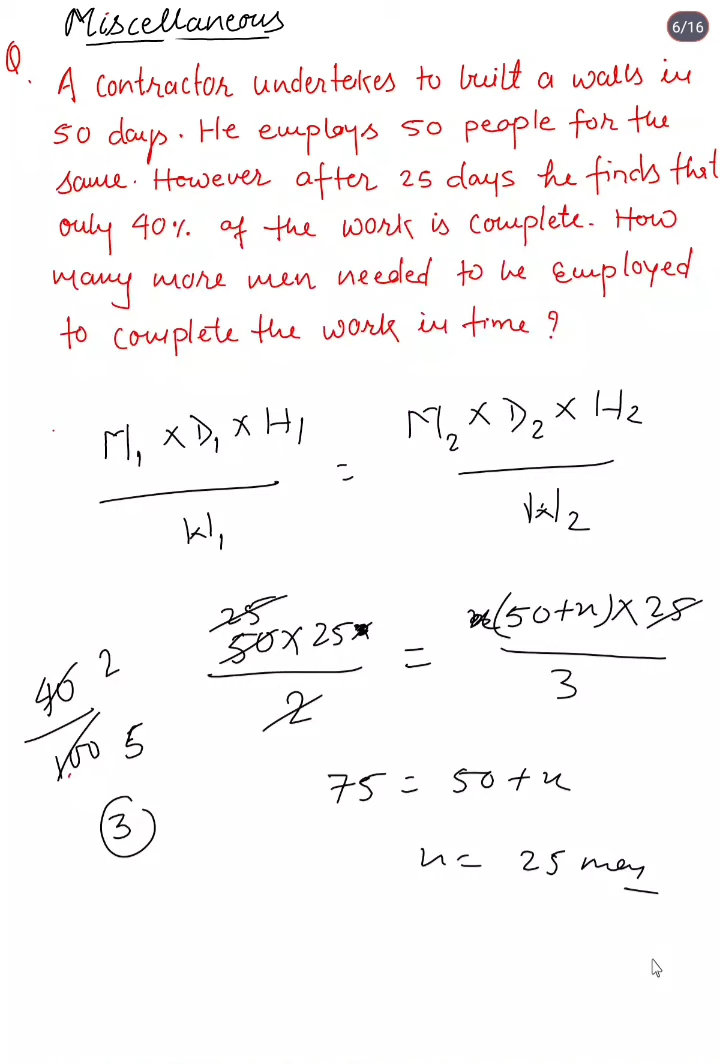 Miscellaneous
6/16
Q. A contractor undertekes to built a walls in
50 days. He employs 50 people for the
same. However after 25 days he finds that
only 40% of the work is complete. How
many more men needed to be employed
to complete the work in time?
M₁ × D₁ × H₁ / W₁ = M₂ × D₂ × H₂ / W₂
40/100 2/5
25
50 × 25 / 2 = (50+x) × 25 / 3
3
75 = 50 + x
x = 25 men